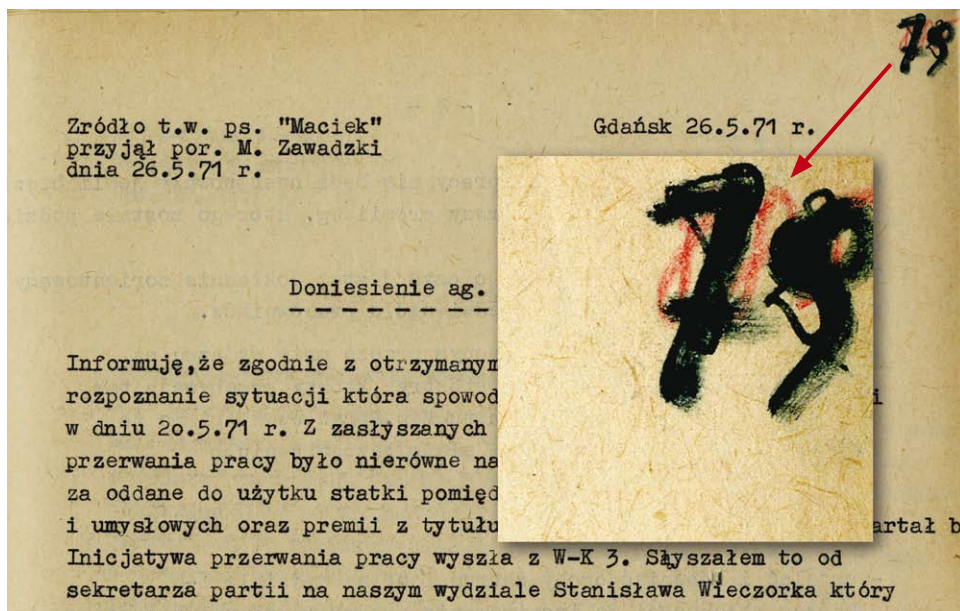 79
Zródło t.w. ps. "Maciek" Gdańsk 26.5.71 r.
przyjął por. M. Zawadzki
dnia 26.5.71 r.
79
Doniesienie ag.
Informuję,że zgodnie z otrzymanym
rozpoznanie sytuacji która spowod i
w dniu 2o.5.71 r. Z zasłyszanych
przerwania pracy było nierówne na
za oddane do użytku statki pomięd
i umysłowych oraz premii z tytułu artał b
Inicjatywa przerwania pracy wyszła z W-K 3. Słyszałem to od
sekretarza partii na naszym wydziale Stanisława Wieczorka który